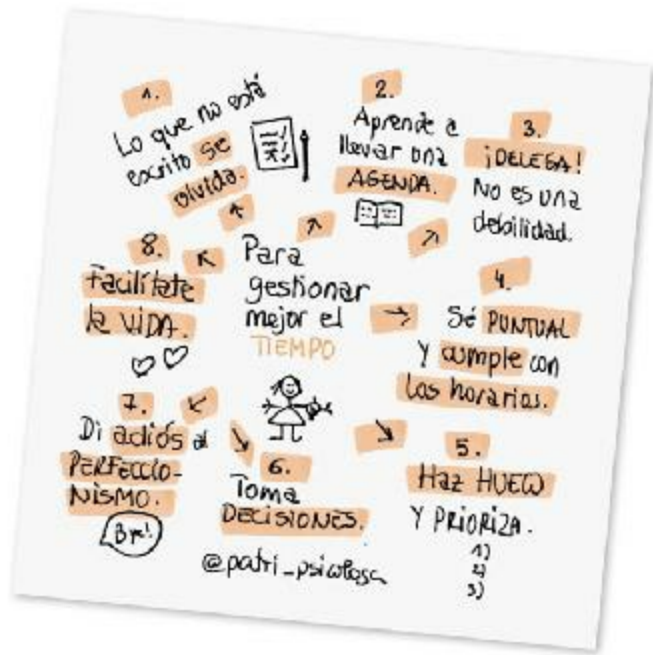 Para
gestionar
mejor el
TIEMPO
1.
Lo que no está
escrito se
olvida.
2.
Aprende a
llevar una
AGENDA.
3.
¡DELEGA!
No es una
debilidad.
4.
Sé PUNTUAL
Y cumple con
los horarios.
5.
Haz HUECO
Y PRIORIZA.
1)
2)
3)
6.
Toma
DECISIONES.
7.
Di adiós al
PERFECCIO-
NISMO.
Bye!
8.
Facilítate
la VIDA.
@patri_psicologa